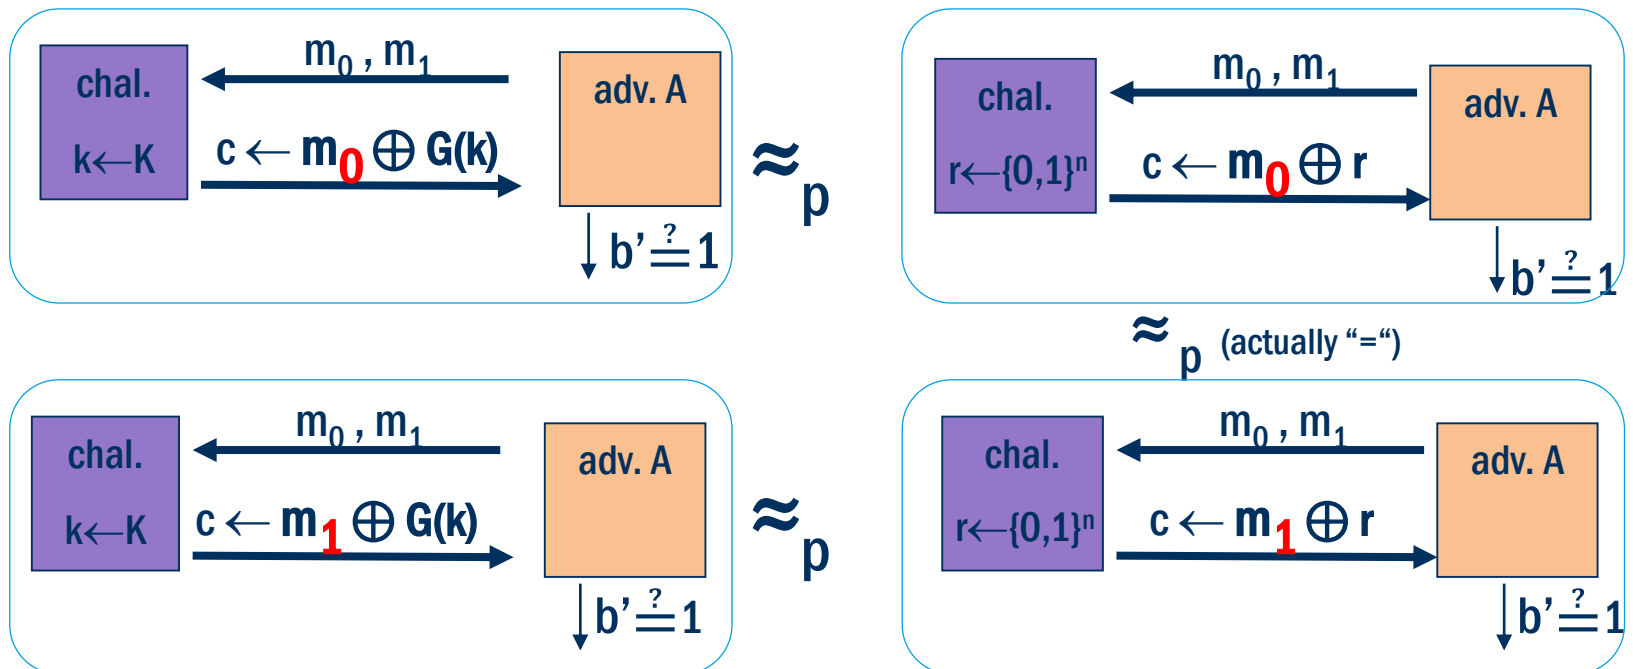 m₀ , m₁
chal.
k←K
c ← m₀ ⊕ G(k)
adv. A
b’ ≟ 1
≈p
m₀ , m₁
chal.
r←{0,1}ⁿ
c ← m₀ ⊕ r
adv. A
b’ ≟ 1
≈p (actually “=“)
m₀ , m₁
chal.
k←K
c ← m₁ ⊕ G(k)
adv. A
b’ ≟ 1
≈p
m₀ , m₁
chal.
r←{0,1}ⁿ
c ← m₁ ⊕ r
adv. A
b’ ≟ 1